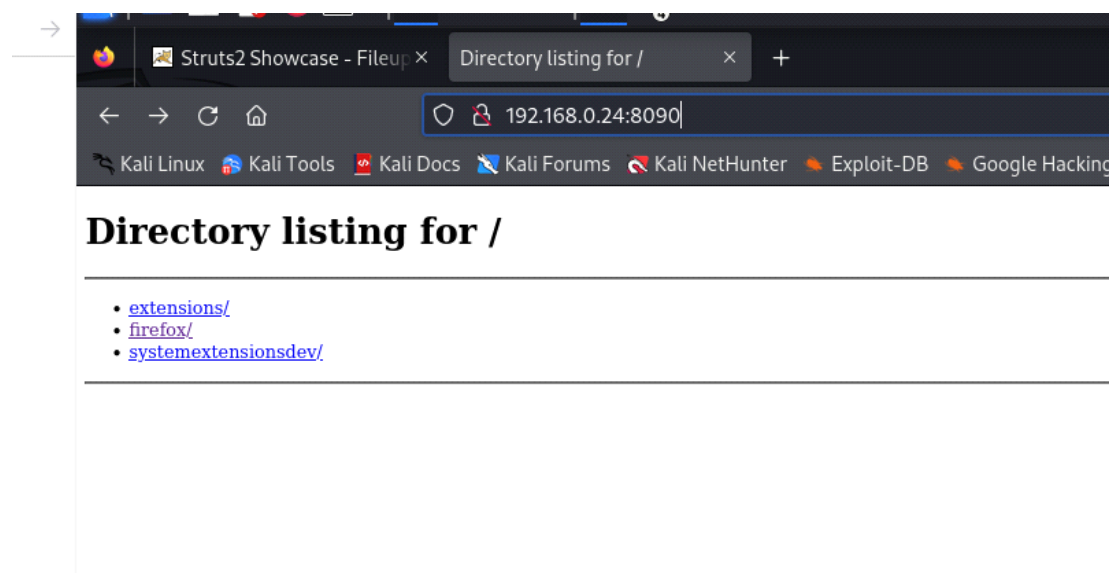 Struts2 Showcase - Fileup
Directory listing for /
192.168.0.24:8090
Kali Linux Kali Tools Kali Docs Kali Forums Kali NetHunter Exploit-DB Google Hacking
Directory listing for /
extensions/
firefox/
systemextensionsdev/